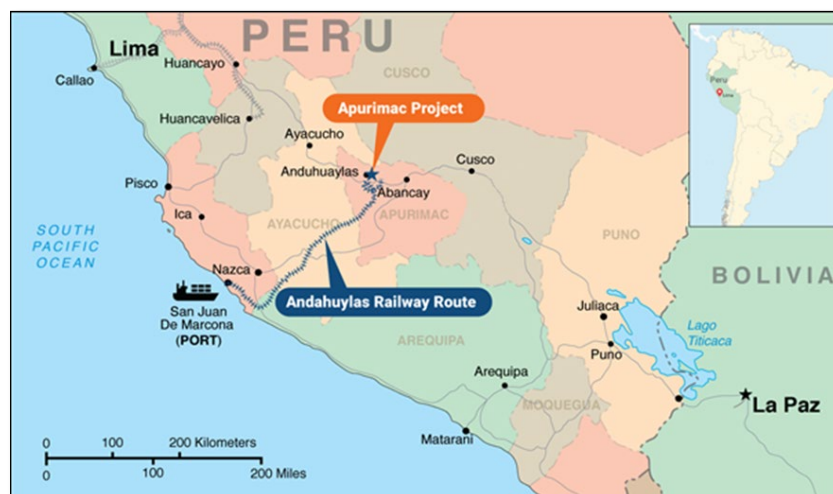 PERU
Lima
Huancayo
Callao
CUSCO
Peru
Apurimac Project
Huancavelica
Ayacucho
Cusco
Anduhuaylas
Abancay
Pisco
Ica
AYACUCHO
APURIMAC
PUNO
SOUTH
PACIFIC
OCEAN
Nazca
BOLIVIA
Andahuylas Railway Route
San Juan
De Marcona
(PORT)
Juliaca
Lago
Titicaca
AREQUIPA
Puno
Arequipa
La Paz
MOQUEGUA
Matarani
0 100 200 Kilometers
0 100 200 Miles